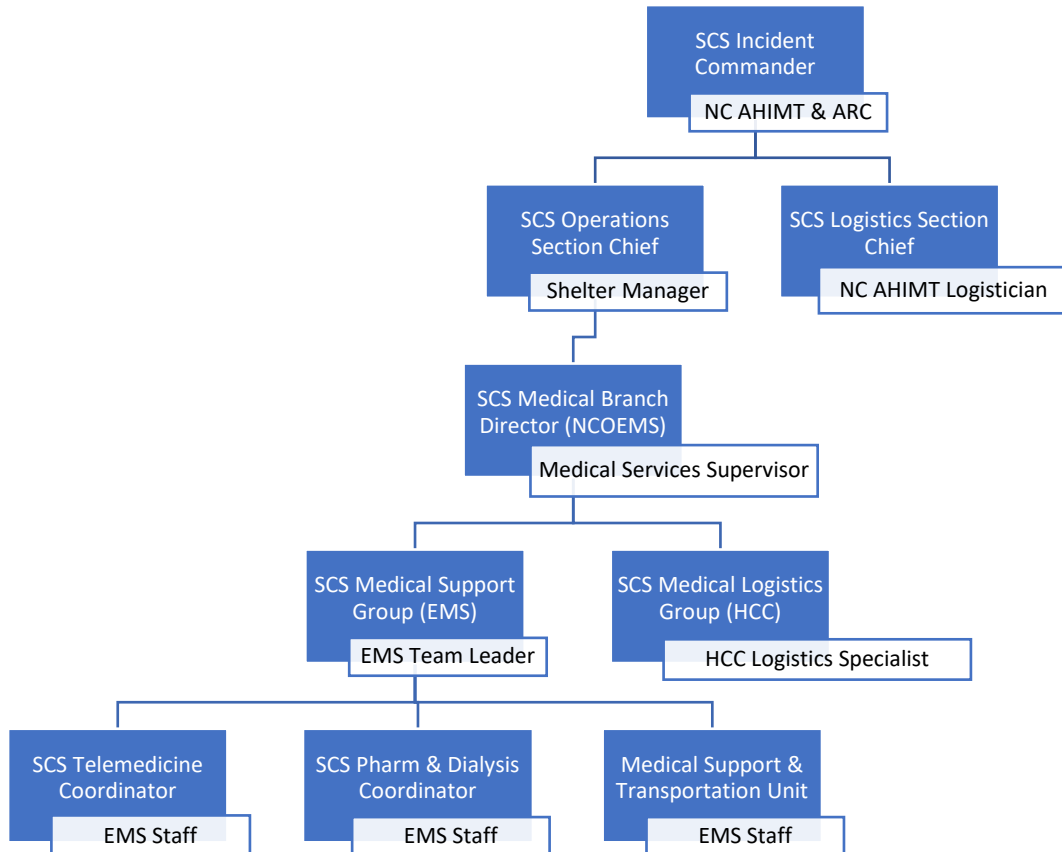 SCS Incident
Commander
NC AHIMT & ARC
SCS Operations
Section Chief
Shelter Manager
SCS Logistics Section
Chief
NC AHIMT Logistician
SCS Medical Branch
Director (NCOEMS)
Medical Services Supervisor
SCS Medical Support
Group (EMS)
EMS Team Leader
SCS Medical Logistics
Group (HCC)
HCC Logistics Specialist
SCS Telemedicine
Coordinator
EMS Staff
SCS Pharm & Dialysis
Coordinator
EMS Staff
Medical Support &
Transportation Unit
EMS Staff